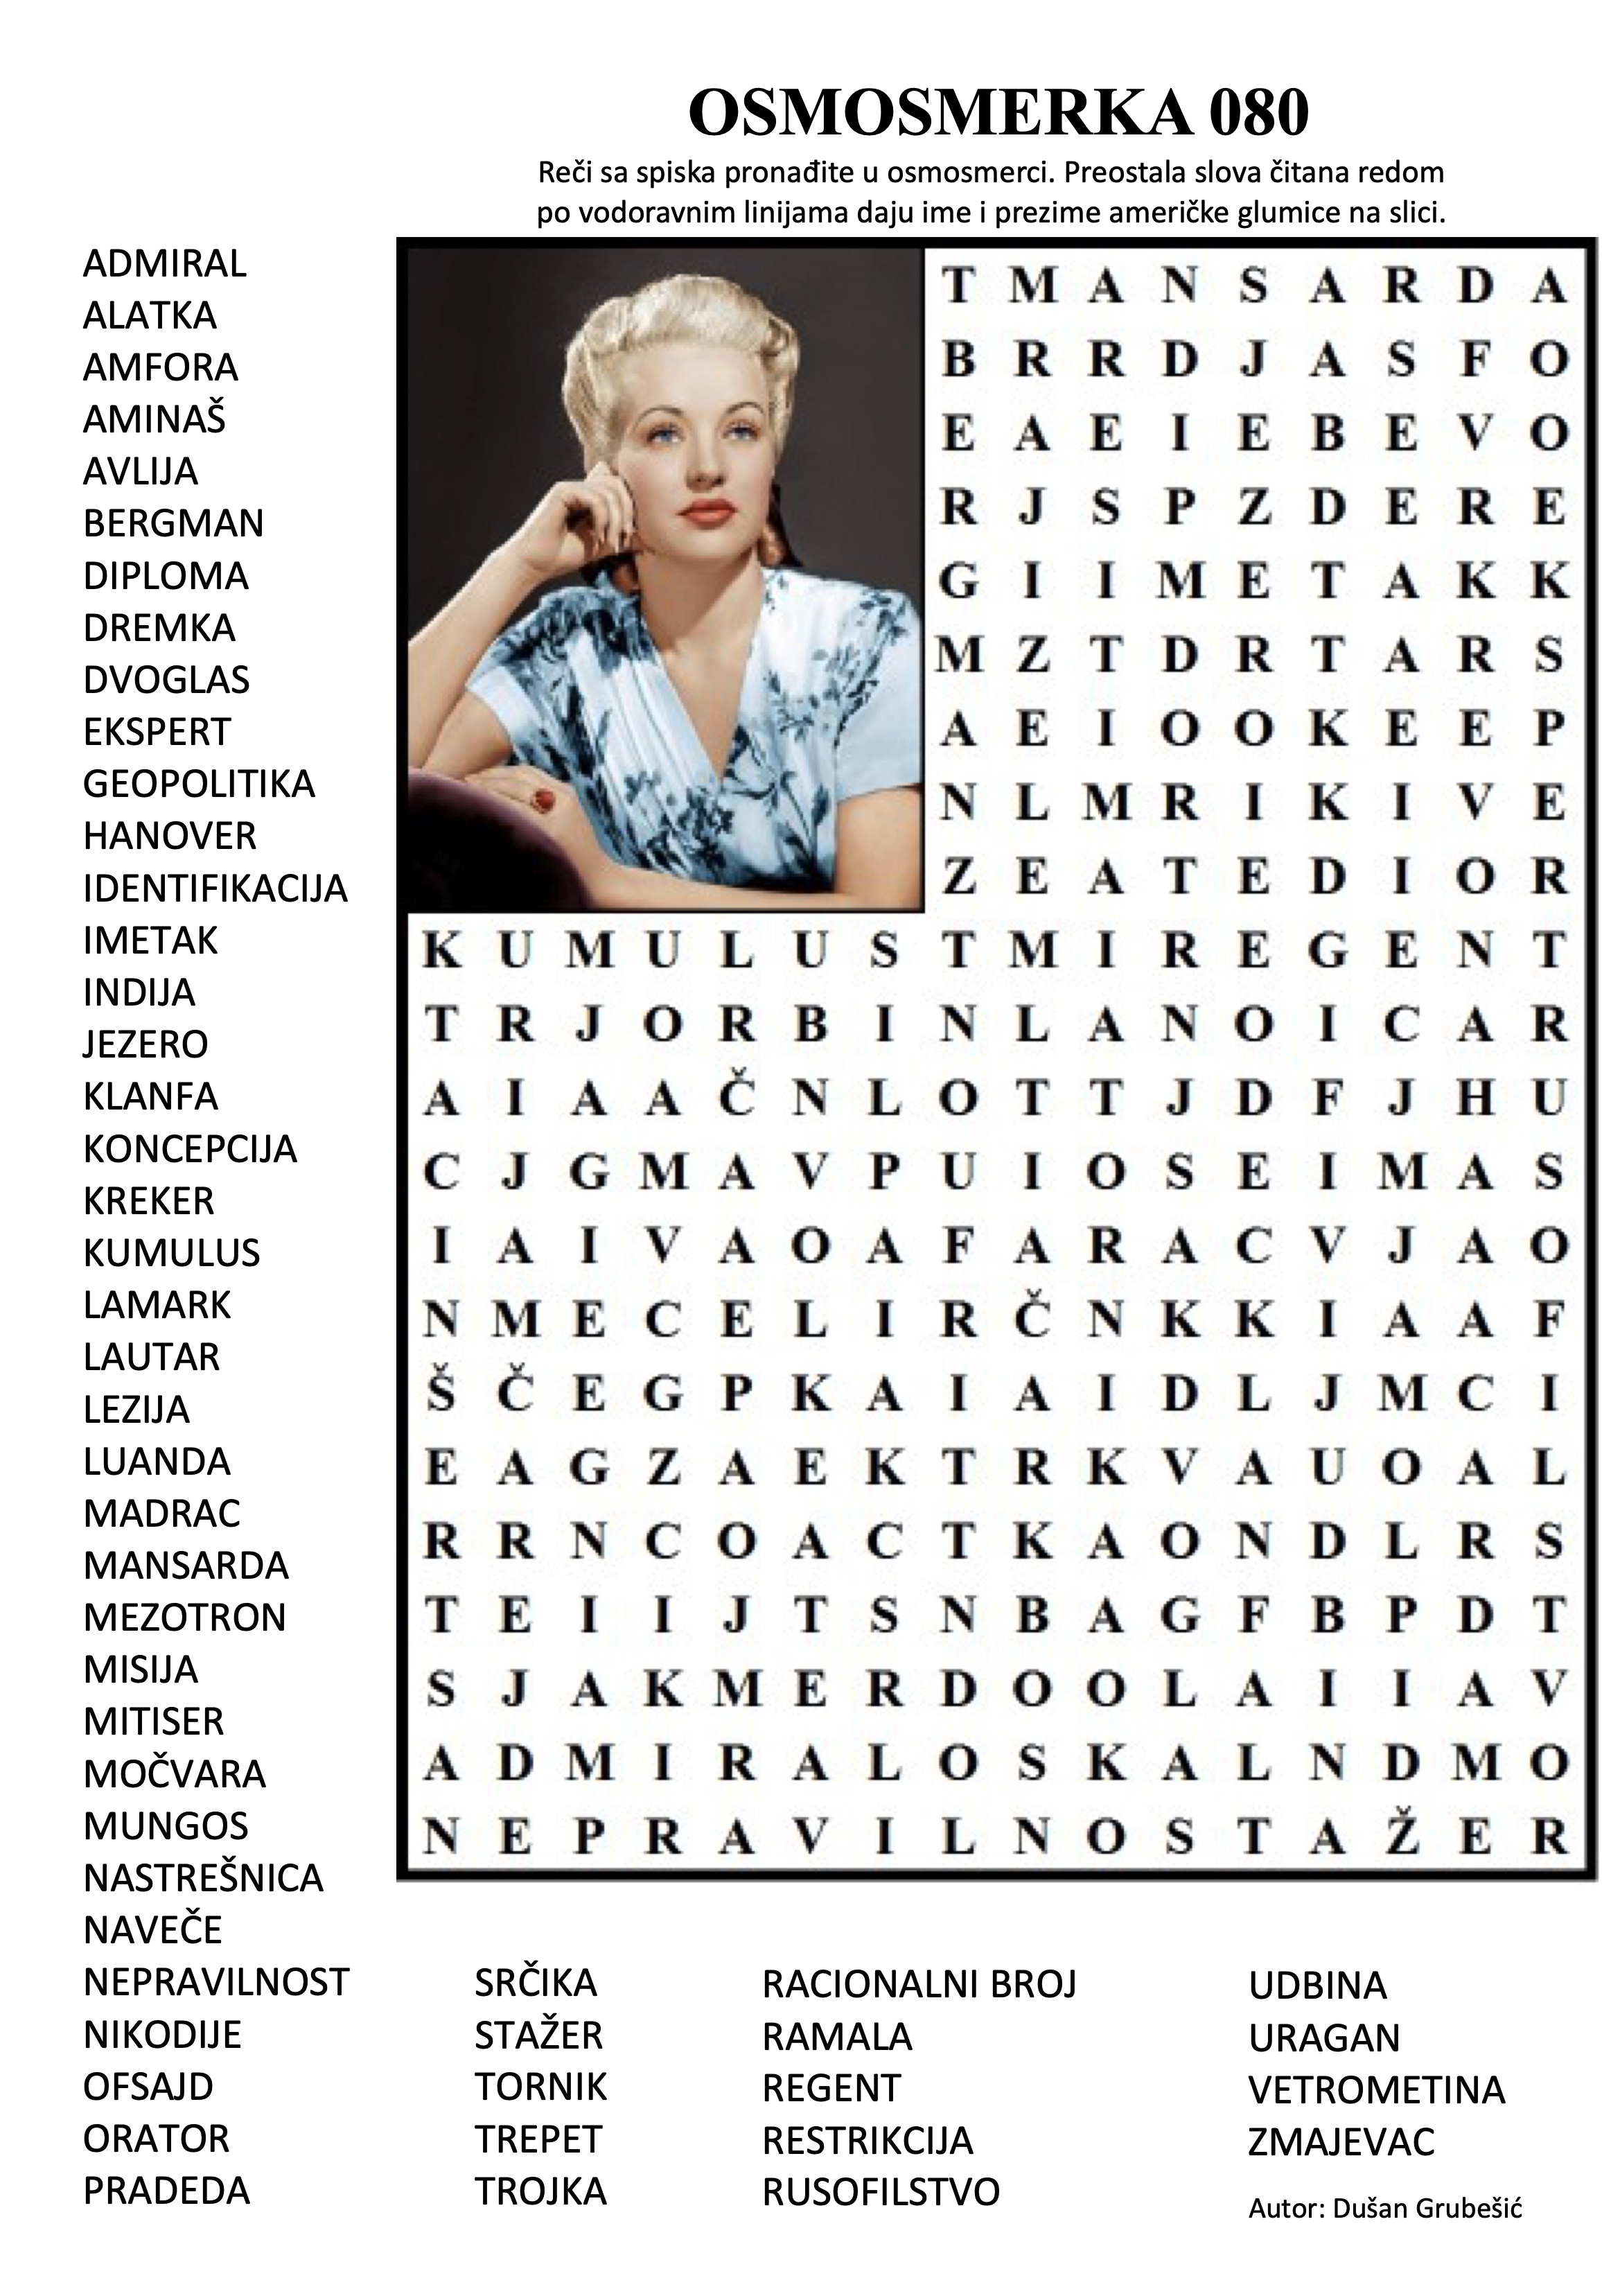 OSMOSMERKA 080
Reči sa spiska pronađite u osmosmerci. Preostala slova čitana redom
po vodoravnim linijama daju ime i prezime američke glumice na slici.
ADMIRAL
ALATKA
AMFORA
AMINAŠ
AVLIJA
BERGMAN
DIPLOMA
DREMKA
DVOGLAS
EKSPERT
GEOPOLITIKA
HANOVER
IDENTIFIKACIJA
IMETAK
INDIJA
JEZERO
KLANFA
KONCEPCIJA
KREKER
KUMULUS
LAMARK
LAUTAR
LEZIJA
LUANDA
MADRAC
MANSARDA
MEZOTRON
MISIJA
MITISER
MOČVARA
MUNGOS
NASTREŠNICA
NAVEČE
NEPRAVILNOST
NIKODIJE
OFSAJD
ORATOR
PRADEDA
T M A N S A R D A
B R R D J A S F O
E A E I E B E V O
R J S P Z D E R E
G I I M E T A K K
M Z T D R T A R S
A E I O O K E E P
N L M R I K I V E
Z E A T E D I O R
K U M U L U S T M I R E G E N T
T R J O R B I N L A N O I C A R
A I A A Č N L O T T J D F J H U
C J G M A V P U I O S E I M A S
I A I V A O A F A R A C V J A O
N M E C E L I R Č N K K I A A F
Š Č E G P K A I A I D L J M C I
E A G Z A E K T R K V A U O A L
R R N C O A C T K A O N D L R S
T E I I J T S N B A G F B P D T
S J A K M E R D O O L A I I A V
A D M I R A L O S K A L N D M O
N E P R A V I L N O S T A Ž E R
SRČIKA
STAŽER
TORNIK
TREPET
TROJKA
RACIONALNI BROJ
RAMALA
REGENT
RESTRIKCIJA
RUSOFILSTVO
UDBINA
URAGAN
VETROMETINA
ZMAJEVAC
Autor: Dušan Grubešić